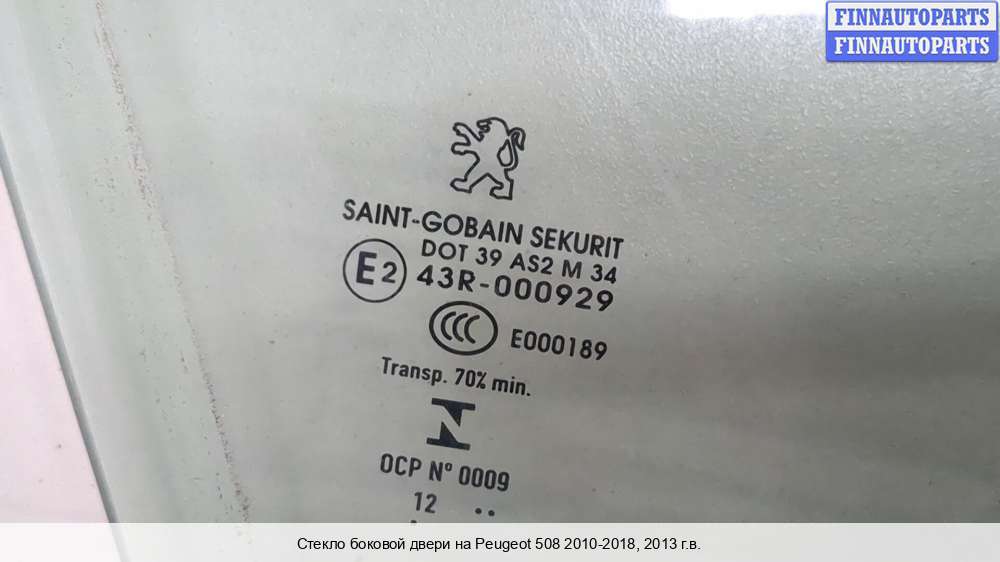 FINNAUTOPARTS
FINNAUTOPARTS
SAINT-GOBAIN SEKURIT
DOT 39 AS2 M 34
E2 43R-000929
CCC E000189
Transp. 70% min.
N
OCP Nº 0009
12 ..
Стекло боковой двери на Peugeot 508 2010-2018, 2013 г.в.